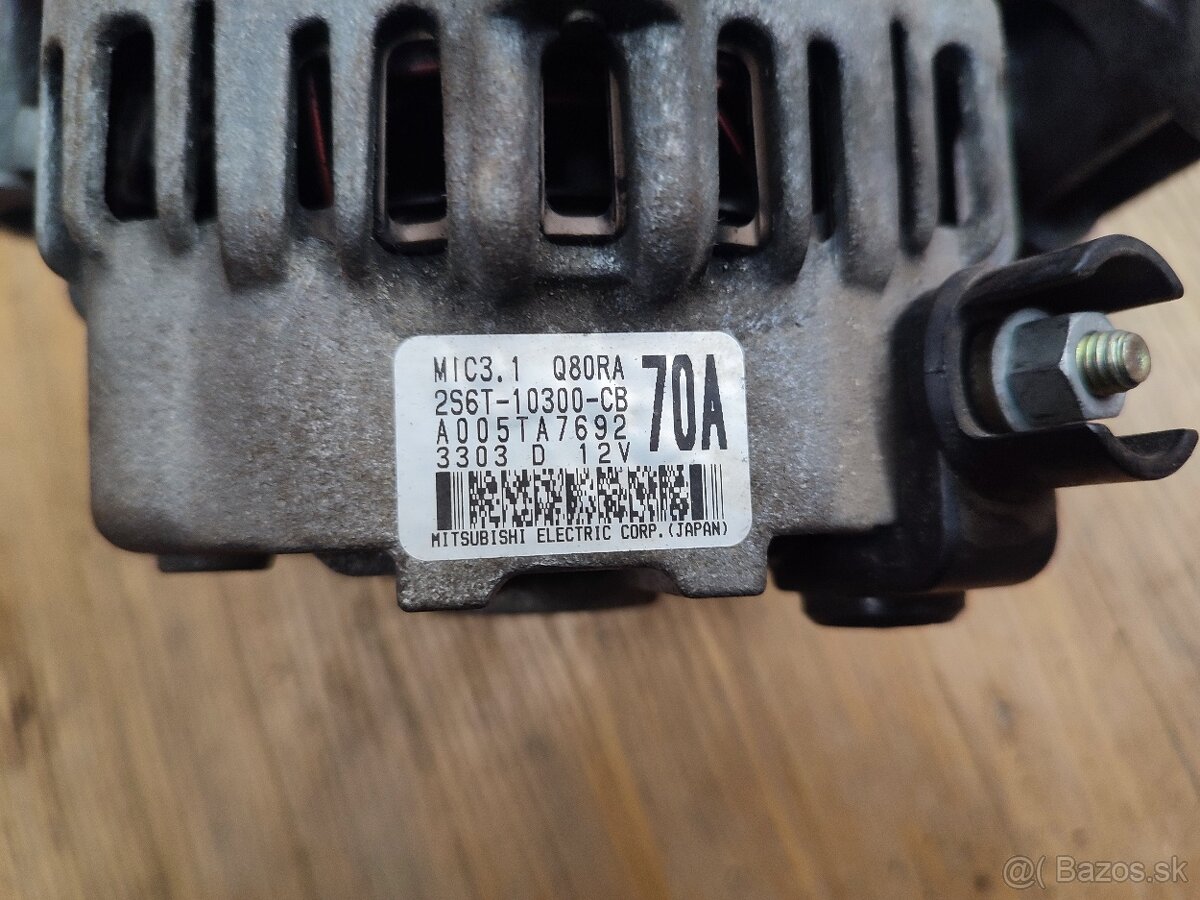 MIC3.1 Q80RA
2S6T-10300-CB 70A
A005TA7692
3303 D 12V
MITSUBISHI ELECTRIC CORP.(JAPAN)
@( Bazos.sk